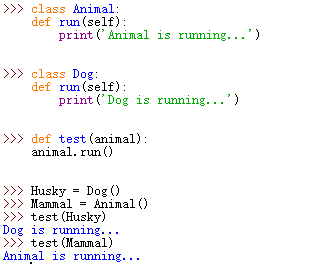 >>> class Animal:
    def run(self):
        print('Animal is running...')
>>> class Dog:
    def run(self):
        print('Dog is running...')
>>> def test(animal):
    animal.run()
>>> Husky = Dog()
>>> Mammal = Animal()
>>> test(Husky)
Dog is running...
>>> test(Mammal)
Animal is running...